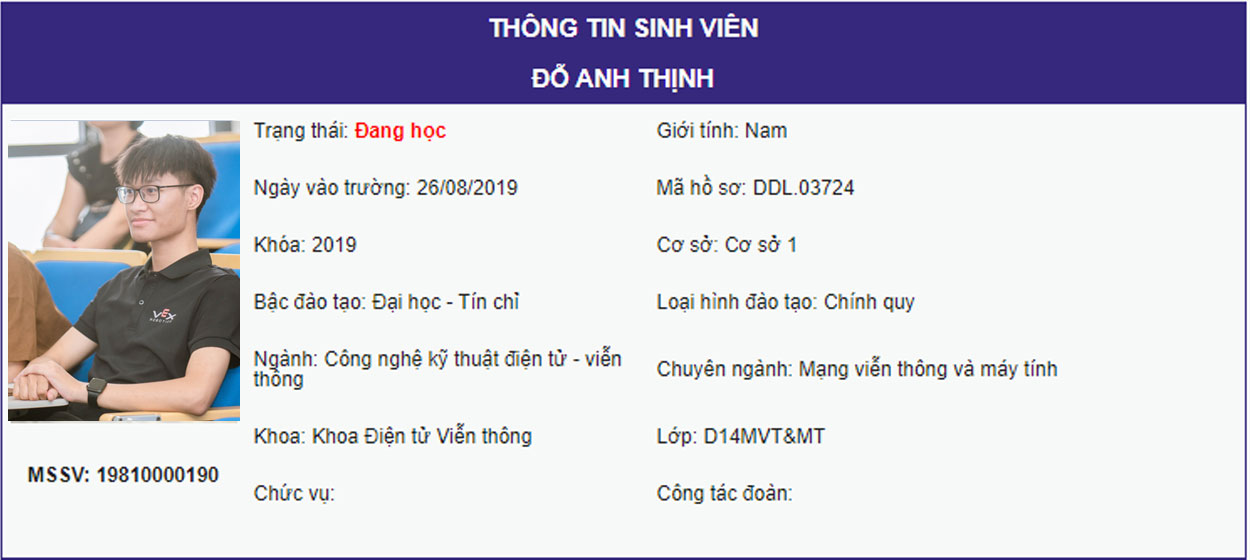 THÔNG TIN SINH VIÊN
ĐỖ ANH THỊNH
Trạng thái: Đang học
Giới tính: Nam
Ngày vào trường: 26/08/2019
Mã hồ sơ: DDL.03724
Khóa: 2019
Cơ sở: Cơ sở 1
Bậc đào tạo: Đại học - Tín chỉ
Loại hình đào tạo: Chính quy
Ngành: Công nghệ kỹ thuật điện tử - viễn
thông
Chuyên ngành: Mạng viễn thông và máy tính
Khoa: Khoa Điện tử Viễn thông
Lớp: D14MVT&MT
Chức vụ:
Công tác đoàn:
VEX
MSSV: 19810000190